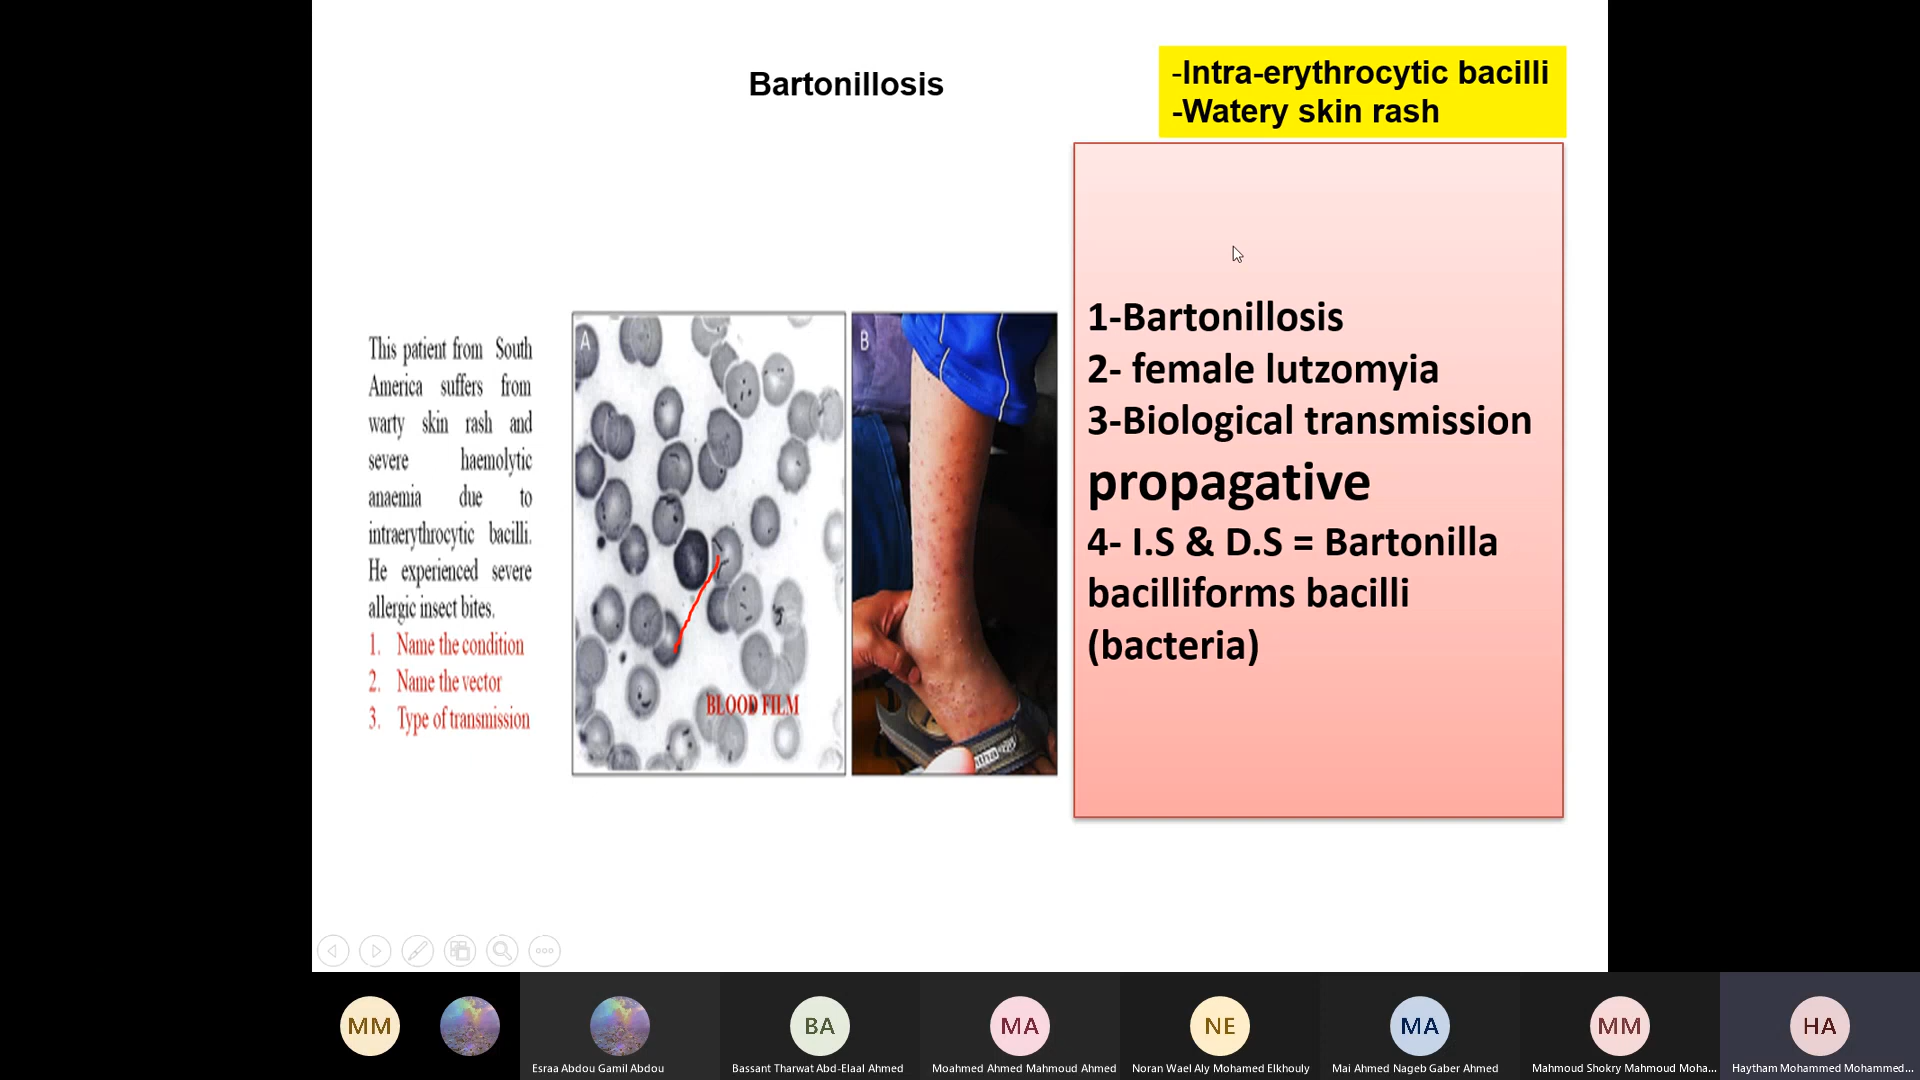 Bartonillosis
-Intra-erythrocytic bacilli
-Watery skin rash
This patient from South
America suffers from
warty skin rash and
severe haemolytic
anaemia due to
intraerythrocytic bacilli.
He experienced severe
allergic insect bites.
1. Name the condition
2. Name the vector
3. Type of transmission
A
BLOOD FILM
B
1-Bartonillosis
2- female lutzomyia
3-Biological transmission
propagative
4- I.S & D.S = Bartonilla
bacilliforms bacilli
(bacteria)
MM
BA
MA
NE
MA
MM
HA
Esraa Abdou Gamil Abdou
Bassant Tharwat Abd-Elaal Ahmed
Moahmed Ahmed Mahmoud Ahmed
Noran Wael Aly Mohamed Elkhouly
Mai Ahmed Nageb Gaber Ahmed
Mahmoud Shokry Mahmoud Moha...
Haytham Mohammed Mohammed...